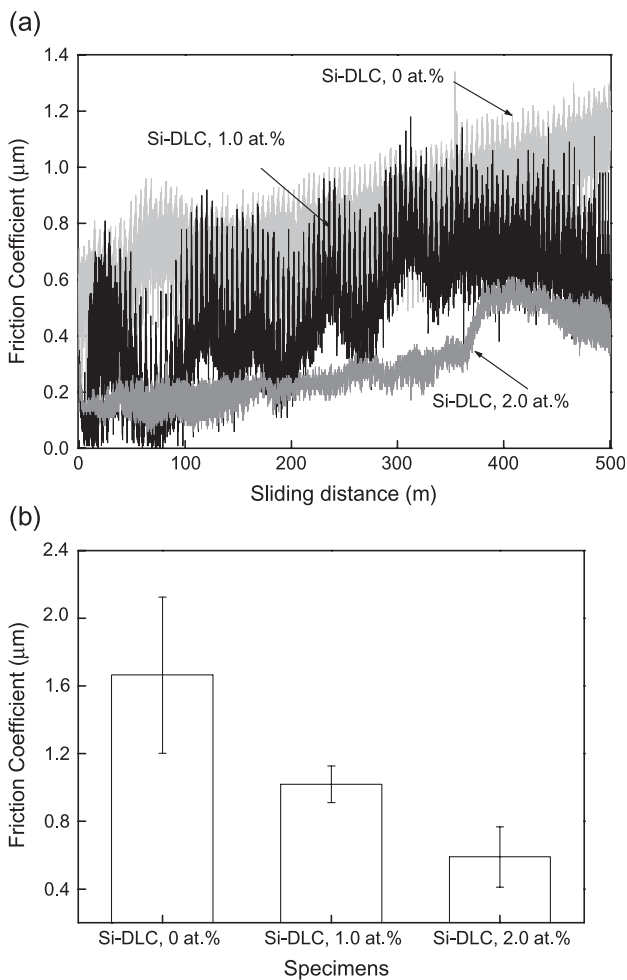 (a)
1.4
1.2
1.0
0.8
0.6
0.4
0.2
0.0
Friction Coefficient (μm)
Si-DLC, 0 at.%
Si-DLC, 1.0 at.%
Si-DLC, 2.0 at.%
0 100 200 300 400 500
Sliding distance (m)
(b)
2.4
2.0
1.6
1.2
0.8
0.4
Friction Coefficient (μm)
Si-DLC, 0 at.% Si-DLC, 1.0 at.% Si-DLC, 2.0 at.%
Specimens